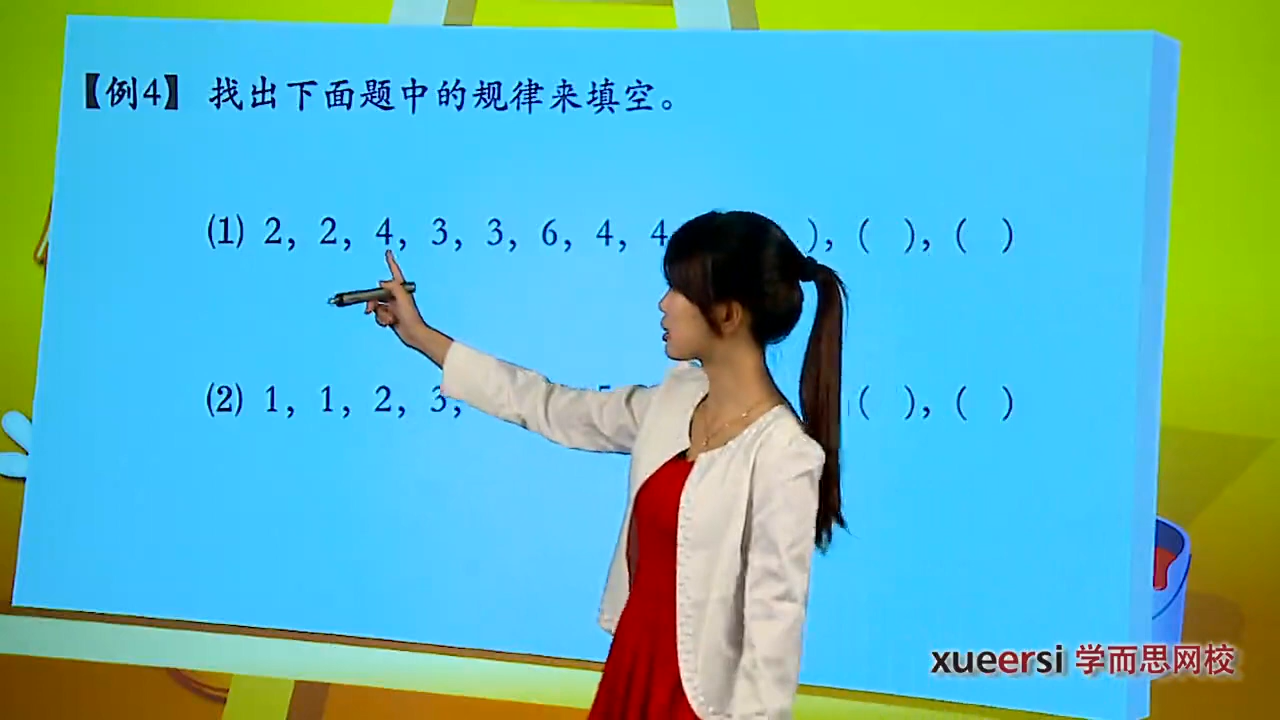 【例4】 找出下面题中的规律来填空。
(1) 2, 2, 4, 3, 3, 6, 4, 4 ), ( ), ( )
(2) 1, 1, 2, 3, ( ), ( )
xueersi 学而思网校